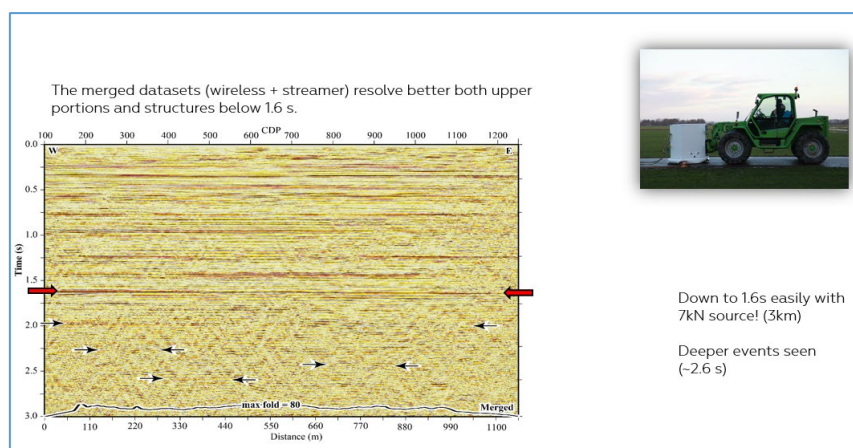 The merged datasets (wireless + streamer) resolve better both upper
portions and structures below 1.6 s.
CDP
100 200 300 400 500 600 700 800 900 1000 1100 1200
W E
Time (s)
0.0
0.5
1.0
1.5
2.0
2.5
3.0
max fold = 80
Merged
0 110 220 330 440 550 660 770 880 990 1100
Distance (m)
Down to 1.6s easily with
7kN source! (3km)
Deeper events seen
(~2.6 s)